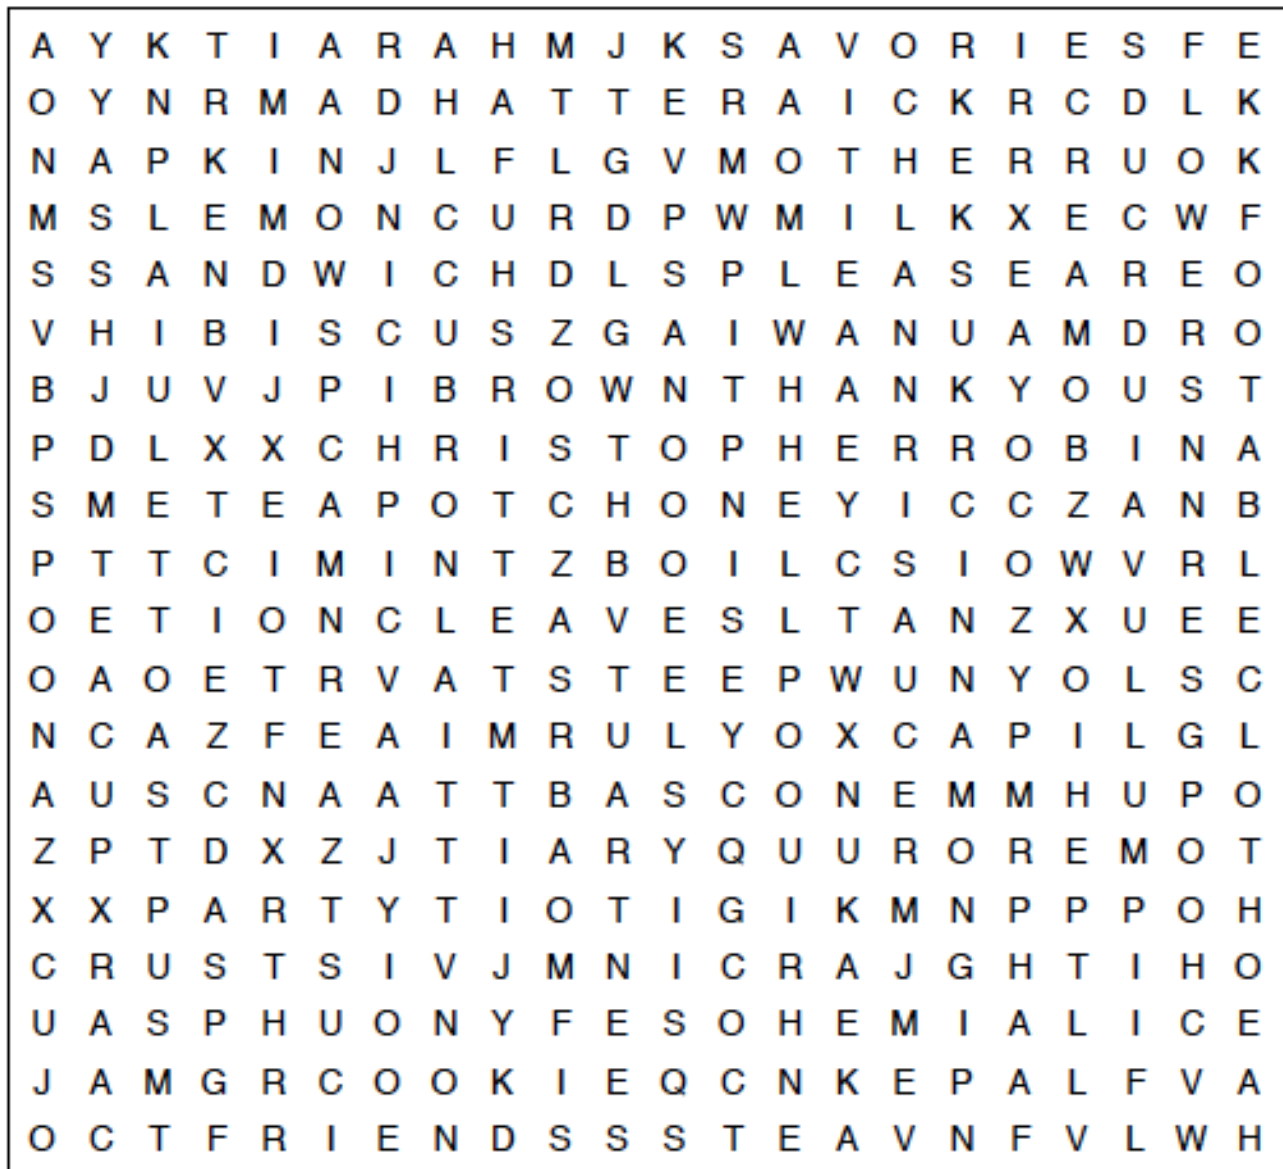 A Y K T I A R A H M J K S A V O R I E S F E
O Y N R M A D H A T T E R A I C K R C D L K
N A P K I N J L F L G V M O T H E R R U O K
M S L E M O N C U R D P W M I L K X E C W F
S S A N D W I C H D L S P L E A S E A R E O
V H I B I S C U S Z G A I W A N U A M D R O
B J U V J P I B R O W N T H A N K Y O U S T
P D L X X C H R I S T O P H E R R O B I N A
S M E T E A P O T C H O N E Y I C C Z A N B
P T T C I M I N T Z B O I L C S I O W V R L
O E T I O N C L E A V E S L T A N Z X U E E
O A O E T R V A T S T E E P W U N Y O L S C
N C A Z F E A I M R U L Y O X C A P I L G L
A U S C N A A T T B A S C O N E M M H U P O
Z P T D X Z J T I A R Y Q U U R O R E M O T
X X P A R T Y T I O T I G I K M N P P P O H
C R U S T S I V J M N I C R A J G H T I H O
U A S P H U O N Y F E S O H E M I A L I C E
J A M G R C O O K I E Q C N K E P A L F V A
O C T F R I E N D S S S T E A V N F V L W H